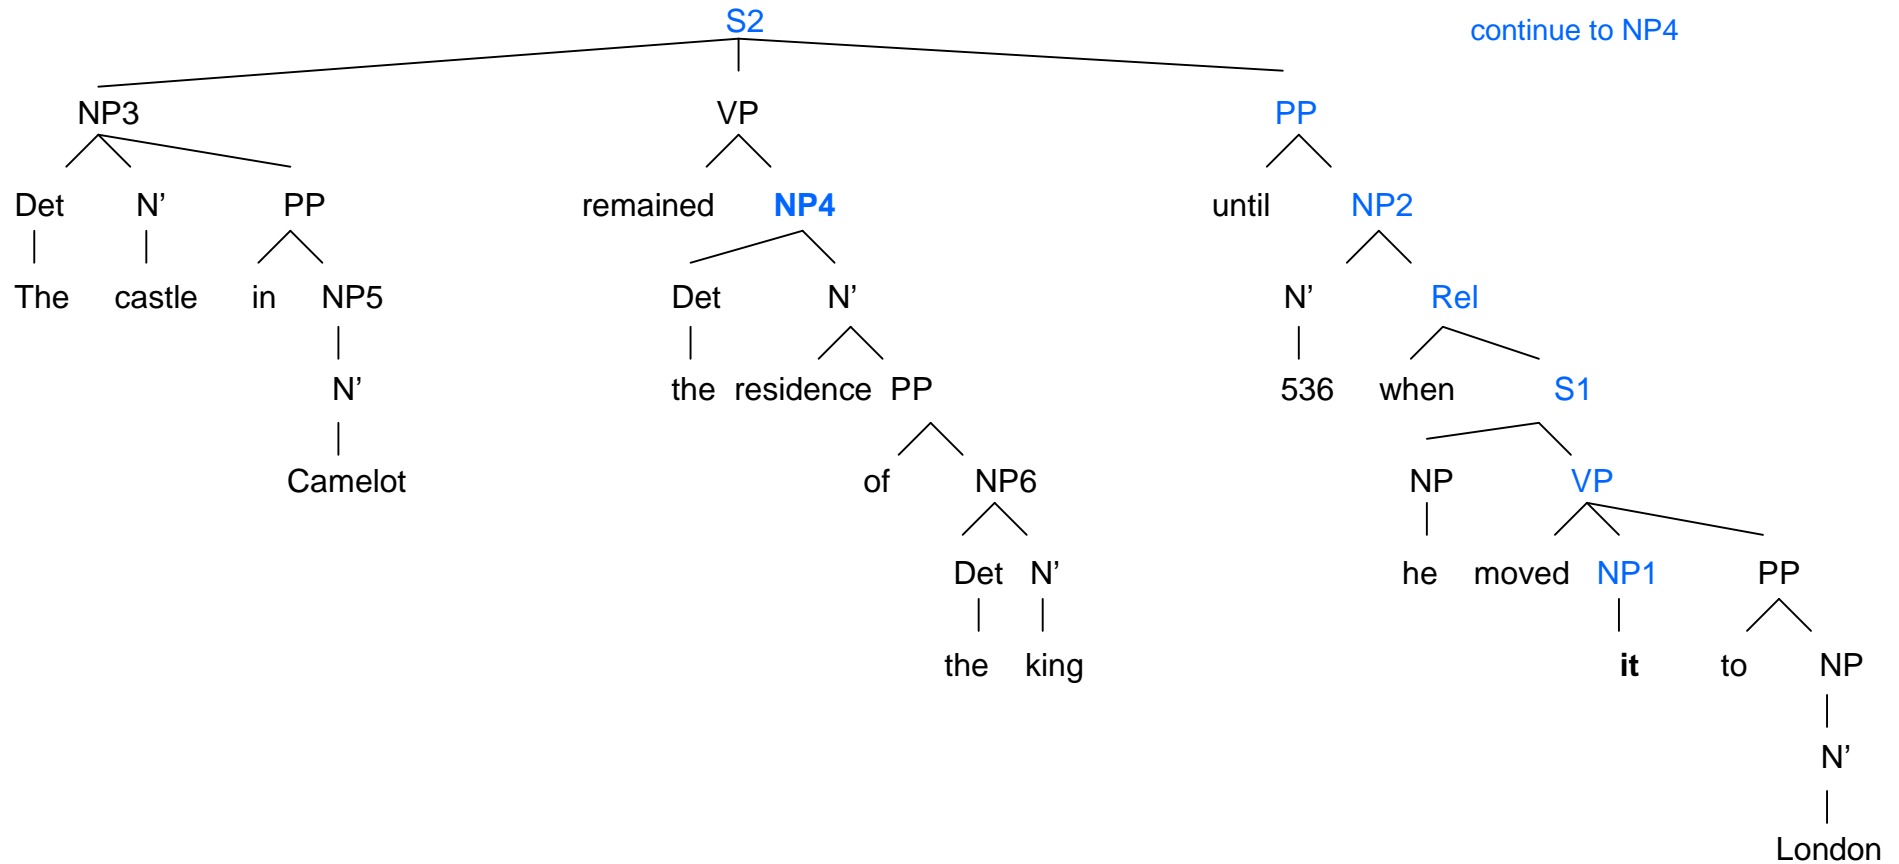 S2 continue to NP4
NP3 VP PP
Det N’ PP remained NP4 until NP2
The castle in NP5 Det N’ N’ Rel
N’ the residence PP 536 when S1
Camelot of NP6 NP VP
Det N’ he moved NP1 PP
the king it to NP
N’
London